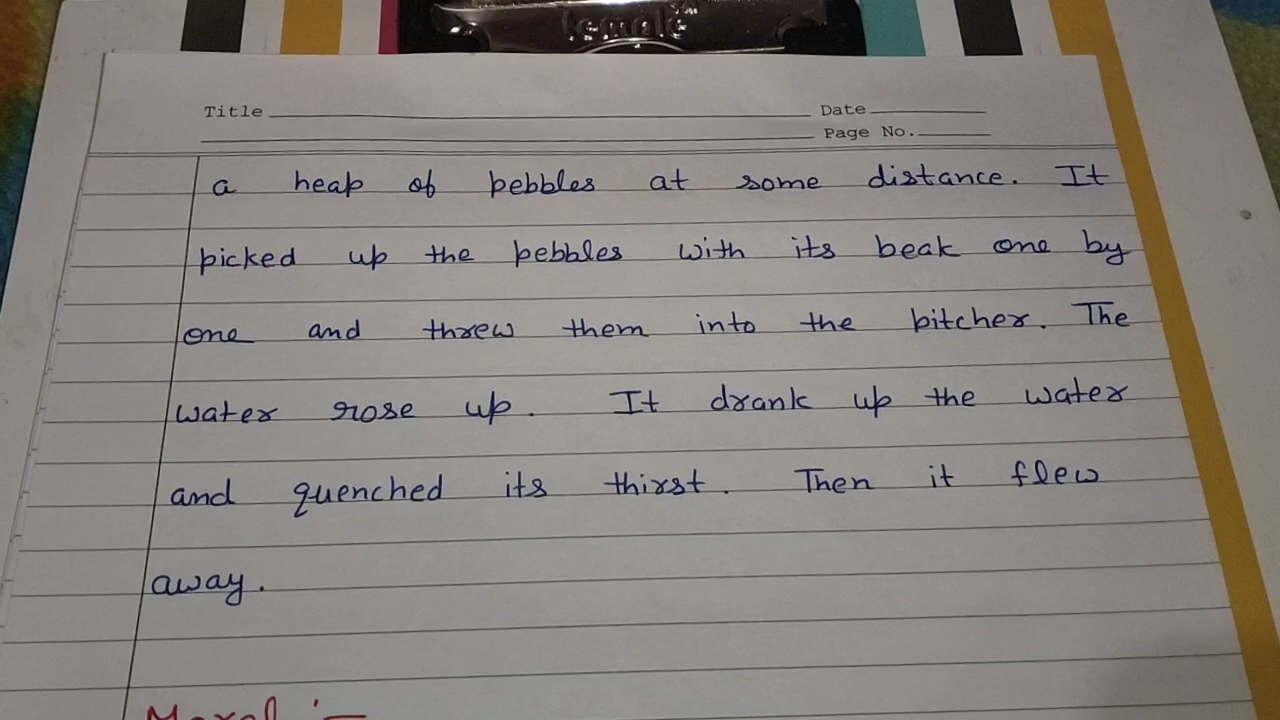 female
Title Date
Page No.
a heap of pebbles at some distance. It
picked up the pebbles with its beak one by
one and threw them into the pitcher. The
water rose up. It drank up the water
and quenched its thirst. Then it flew
away.
Moral :-